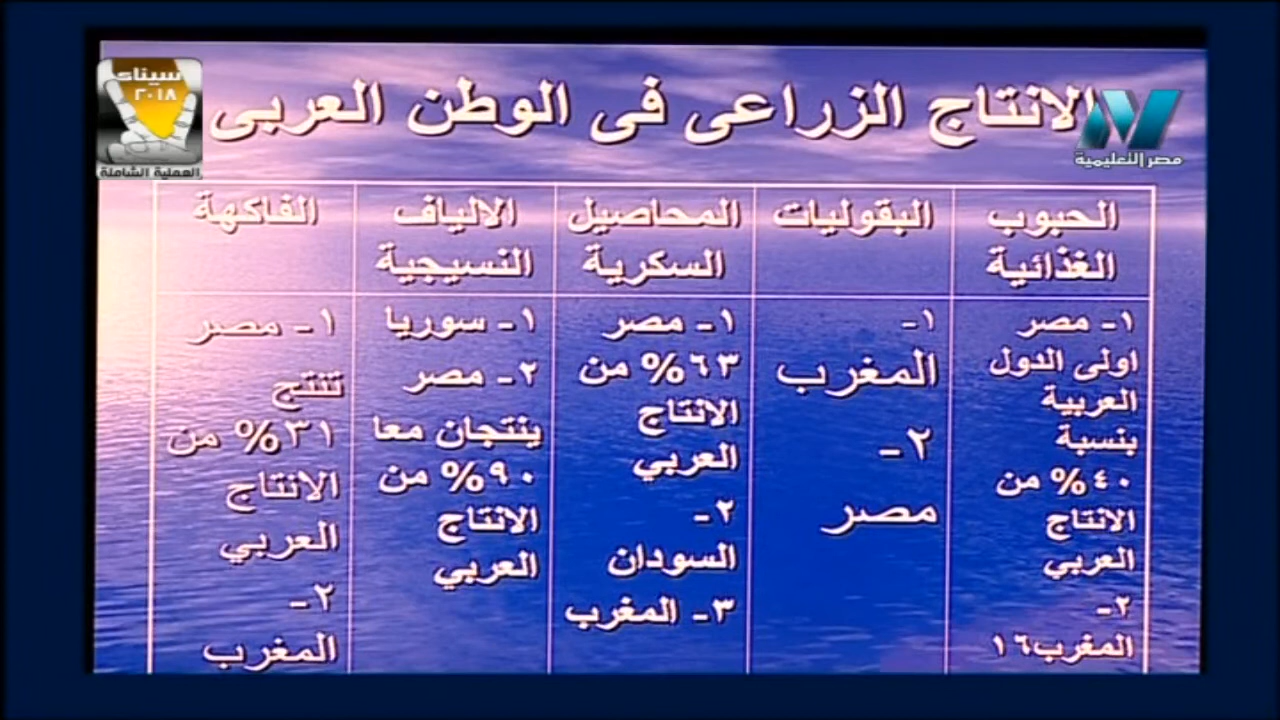 سيناء
٢٠١٨
العملية الشاملة
الانتاج الزراعى فى الوطن العربى
مصر التعليمية
الحبوب الغذائية
البقوليات
المحاصيل السكرية
الالياف النسيجية
الفاكهة
١- مصر
اولى الدول
العربية
بنسبة
٤٠% من
الانتاج
العربي
٢-
المغرب١٦
١-
المغرب
٢-
مصر
١- مصر
٦٣% من
الانتاج
العربي
٢-
السودان
٣- المغرب
١- سوريا
٢- مصر
ينتجان معا
٩٠% من
الانتاج
العربي
١- مصر
تنتج
٣١% من
الانتاج
العربي
٢-
المغرب